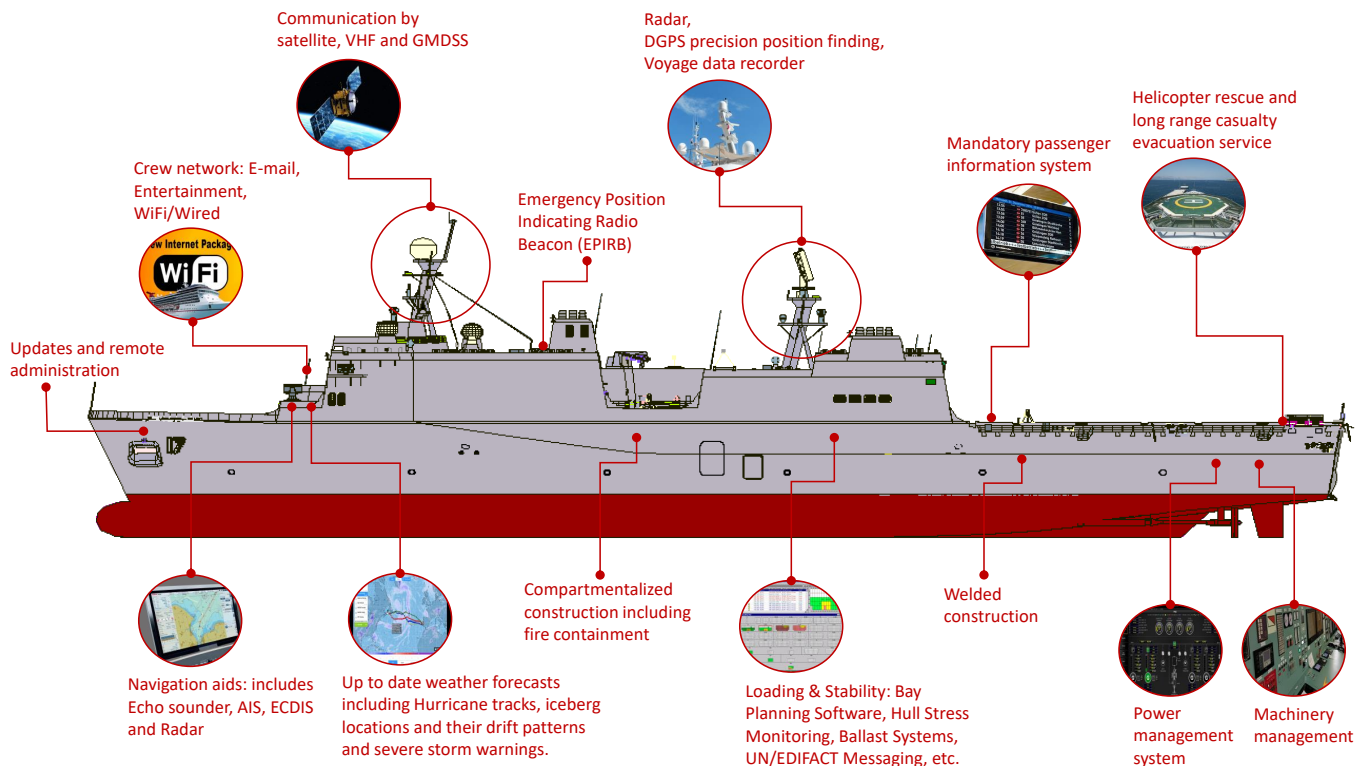 Communication by
satellite, VHF and GMDSS
Radar,
DGPS precision position finding,
Voyage data recorder
Helicopter rescue and
long range casualty
evacuation service
Mandatory passenger
information system
Crew network: E-mail,
Entertainment,
WiFi/Wired
ew Internet Packag
WiFi
Emergency Position
Indicating Radio
Beacon (EPIRB)
Updates and remote
administration
Compartmentalized
construction including
fire containment
Welded
construction
Navigation aids: includes
Echo sounder, AIS, ECDIS
and Radar
Up to date weather forecasts
including Hurricane tracks, iceberg
locations and their drift patterns
and severe storm warnings.
Loading & Stability: Bay
Planning Software, Hull Stress
Monitoring, Ballast Systems,
UN/EDIFACT Messaging, etc.
Power
management
system
Machinery
management